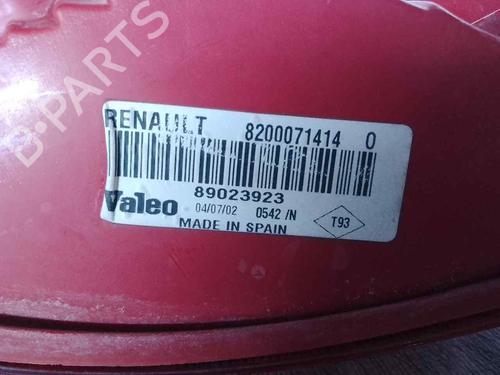 RENAULT 8200071414 0
89023923
Valeo 04/07/02 0542 /N T93
MADE IN SPAIN
B-PARTS